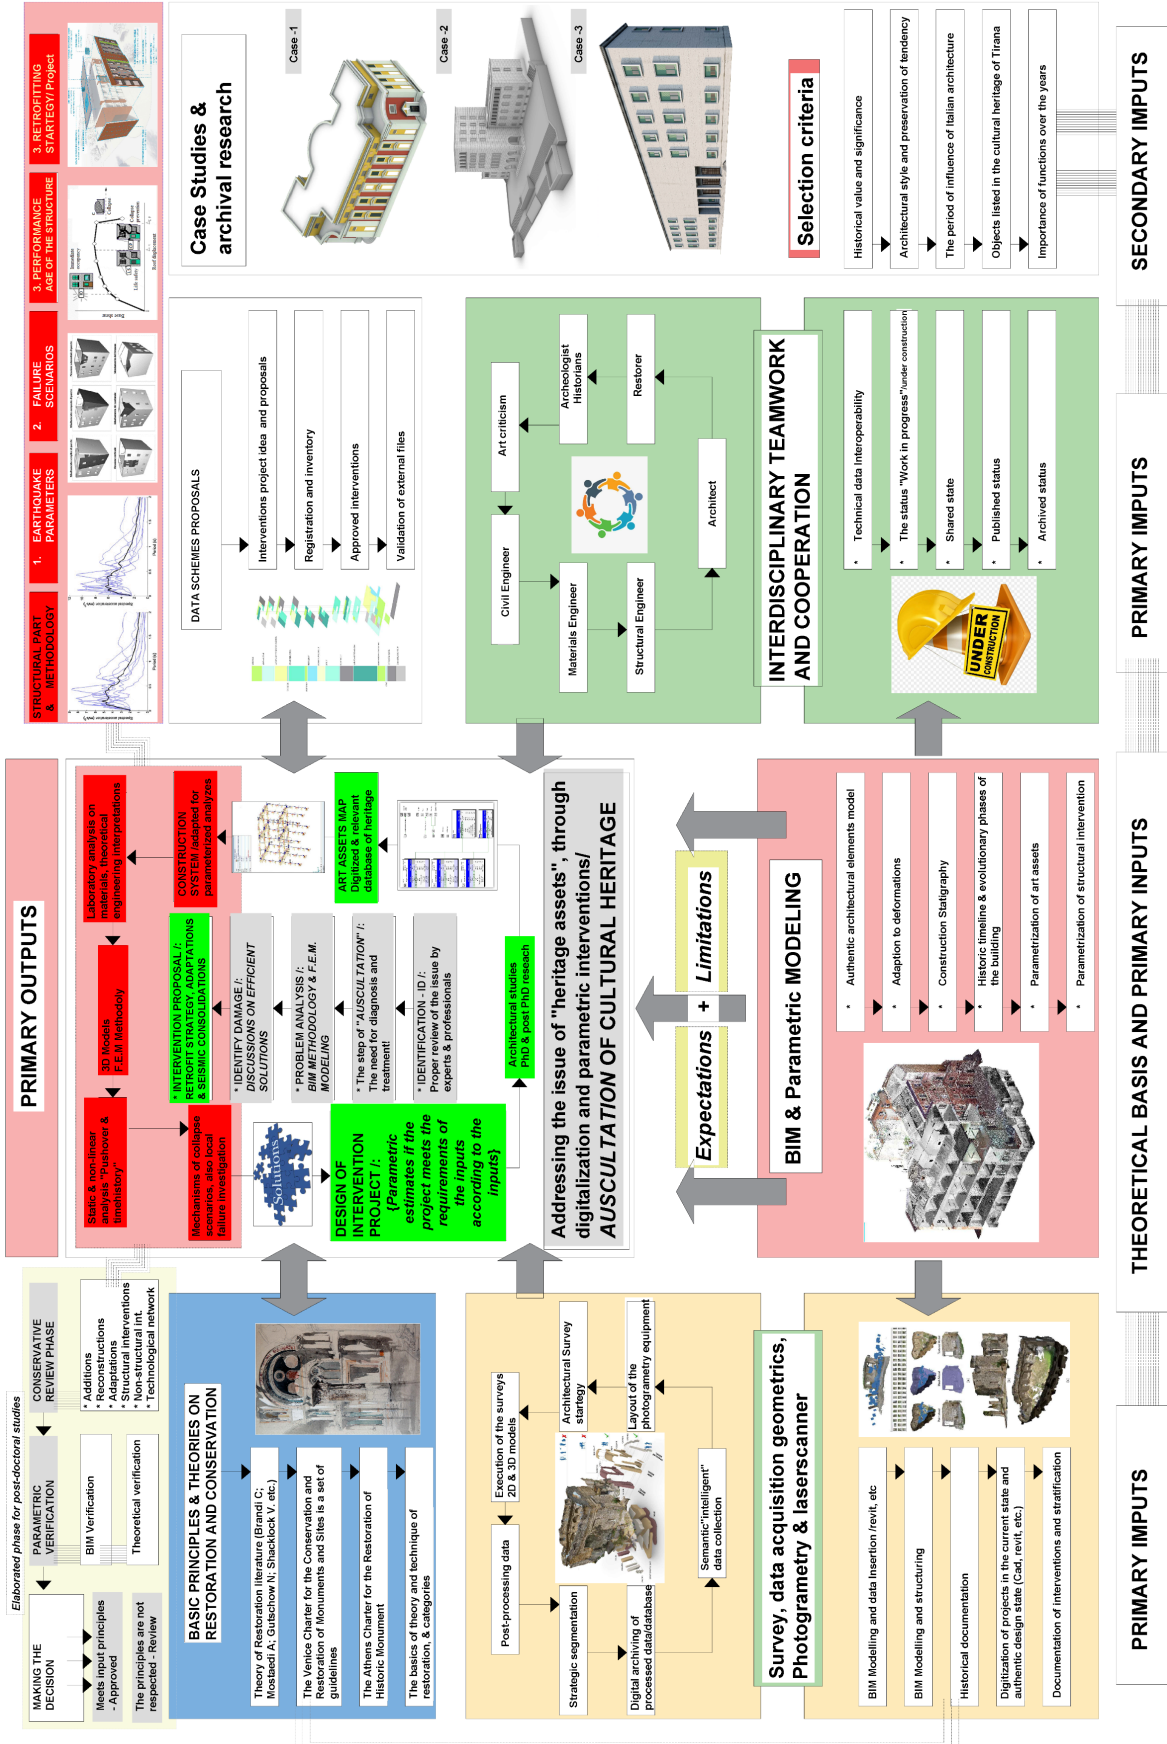 Elaborated phase for post-doctoral studies
MAKING THE
DECISION
PARAMETRIC
VERIFICATION
CONSERVATIVE
REVIEW PHASE
Meets input principles
- Approved
The principles are not
respected - Review
BIM Verification
Theoretical verification
* Additions
* Reconstructions
* Adaptations
* Structural interventions
* Non-structural int.
* Technological network
PRIMARY OUTPUTS
STRUCTURAL PART
& METHODOLOGY
1. EARTHQUAKE
PARAMETERS
2. FAILURE
SCENARIOS
3. PERFORMANCE
AGE OF THE STRUCTURE
3. RETROFITTING
STARTEGY/ Project
Immediate
occupancy
Life safety
Collapse
prevention
Collapse
Base shear
Roof displacement
BASIC PRINCIPLES & THEORIES ON
RESTORATION AND CONSERVATION
Theory of Restoration literature (Brandi C;
Mostaedi A; Gutschow N; Shacklock V. etc.)
The Venice Charter for the Conservation and
Restoration of Monuments and Sites is a set of
guidelines
The Athens Charter for the Restoration of
Historic Monument
The basics of theory and technique of
restoration, & categories
Static & non-linear
analysis "Pushover &
timehistory"
3D Models
F.E.M Methodoly
Laboratory analysis on
materials, theoretical
engineering interpretations
Mechanisms of collapse
scenarios, also local
failure investigation
CONSTRUCTION
SYSTEM /adapted for
parameterized analyzes
* INTERVENTION PROPOSAL /:
RETROFIT STRATEGY, ADAPTATIONS
& SEISMIC CONSOLIDATIONS
* IDENTIFY DAMAGE /:
DISCUSSIONS ON EFFICIENT
SOLUTIONS
* PROBLEM ANALYSIS /:
BIM METHODOLOGY & F.E.M.
MODELING
* The step of "AUSCULTATION" /:
The need for diagnosis and
treatment!
* IDENTIFICATION - ID /:
Proper review of the issue by
experts & professionals
Solutions
DESIGN OF
INTERVENTION
PROJECT /:
{Parametric
estimates if the
project meets the
requirements of
the inputs
according to the
inputs}
Architectural studies
PhD & post PhD reseach
ART ASSETS MAP
Digitized & relevant
database of heritage
Addressing the issue of "heritage assets", through
digitalization and parametric interventions/
AUSCULTATION OF CULTURAL HERITAGE
DATA SCHEMES PROPOSALS
Interventions project idea and proposals
Registration and inventory
Approved interventions
Validation of external files
Case Studies &
archival research
Case -1
Case -2
Case -3
Selection criteria
Historical value and significance
Architectural style and preservation of tendency
The period of influence of Italian architecture
Objects listed in the cultural heritage of Tirana
Importance of functions over the years
Execution of the surveys
2D & 3D models
Post-processing data
Architectural Survey
startegy
Strategic segmentation
Layout of the
photogrametry equipment
Digital archiving of
processed data/database
Semantic"intelligent"
data collection
Survey, data acquisition geometrics,
Photogrametry & laserscanner
BIM Modelling and data Insertion /revit, etc
BIM Modelling and structuring
Historical documentation
Digitization of projects in the current state and
authentic design state (Cad, revit, etc.)
Documentation of interventions and stratification
Expectations + Limitations
BIM & Parametric MODELING
* Authentic architectural elements model
* Adaption to deformations
* Construction Statigraphy
* Historic timeline & evolutionary phases of
the building
* Parametrization of art assets
* Parametrization of structural intervention
Art criticism
Civil Engineer
Archeologist
Historians
Materials Engineer
Restorer
Structural Engineer
Architect
INTERDISCIPLINARY TEAMWORK
AND COOPERATION
UNDER
CONSTRUCTION
* Technical data Interoperability
* The status "Work in progress"/under construction
* Shared state
* Published status
* Archived status
PRIMARY IMPUTS
THEORETICAL BASIS AND PRIMARY INPUTS
PRIMARY IMPUTS
SECONDARY IMPUTS